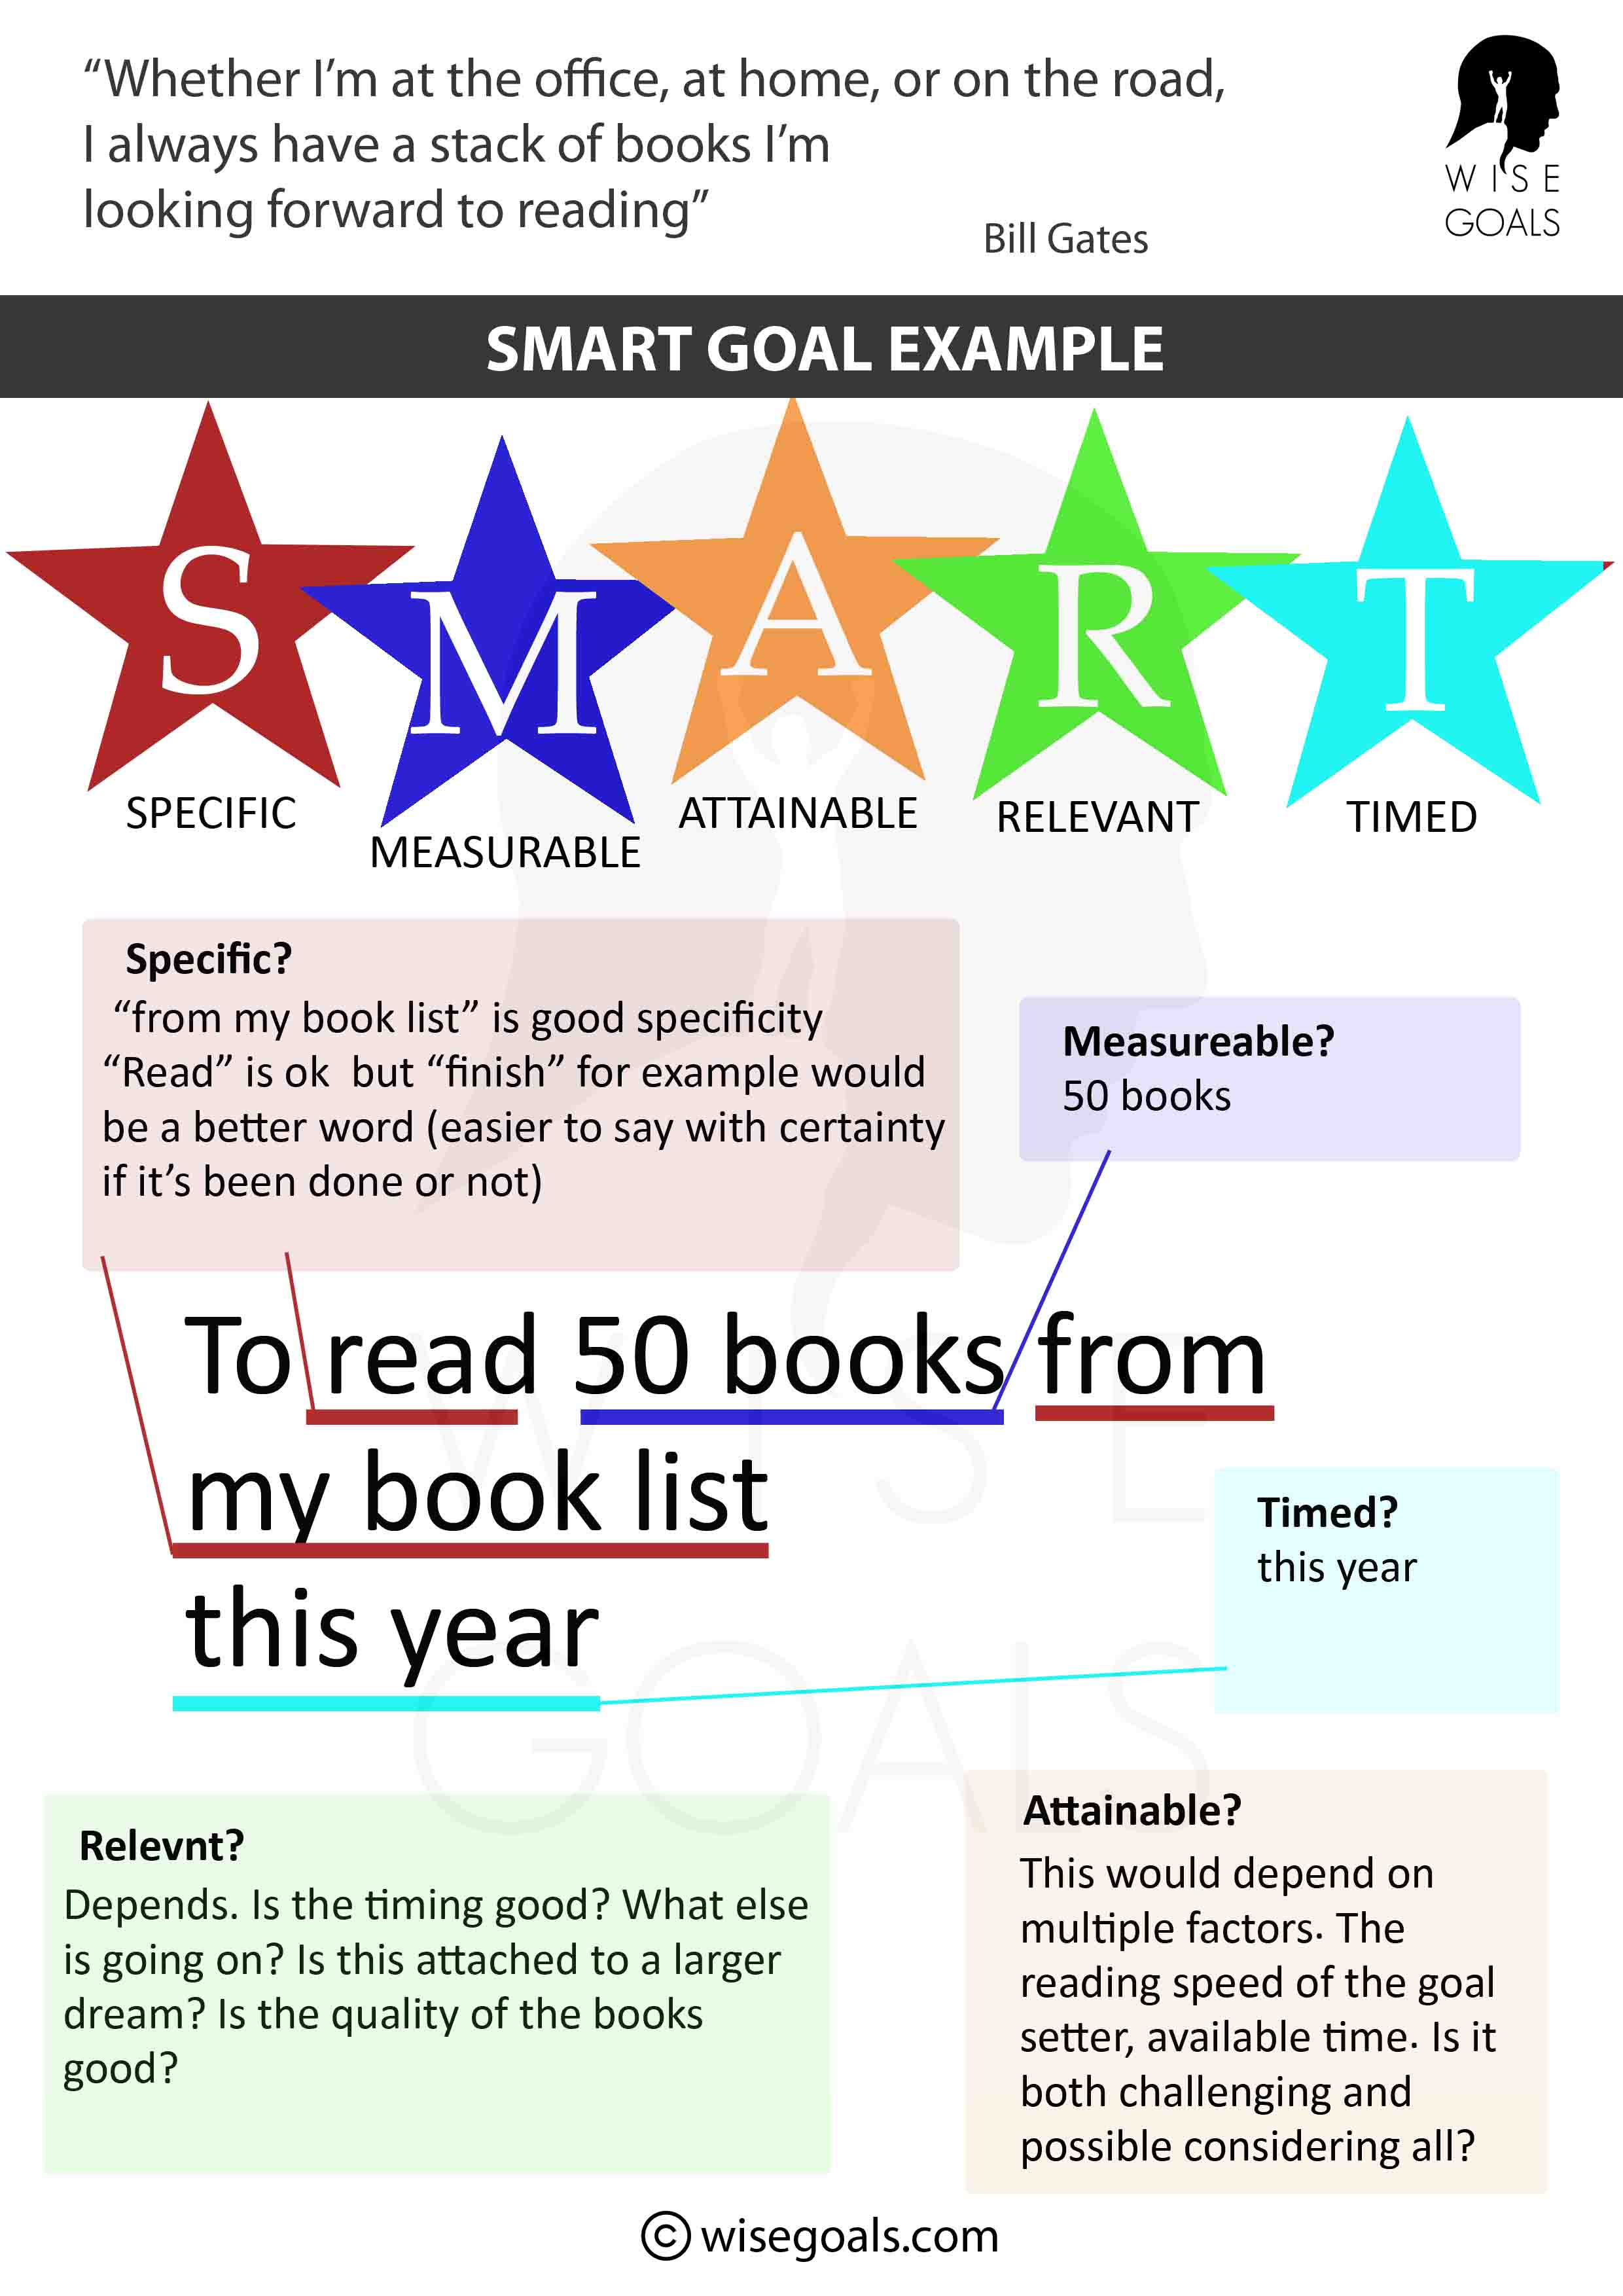 “Whether I’m at the office, at home, or on the road,
I always have a stack of books I’m
looking forward to reading”
Bill Gates
WISE
GOALS
SMART GOAL EXAMPLE
S M A R T
SPECIFIC
MEASURABLE
ATTAINABLE
RELEVANT
TIMED
Specific?
“from my book list” is good specificity
“Read” is ok but “finish” for example would
be a better word (easier to say with certainty
if it’s been done or not)
Measureable?
50 books
To read 50 books from
my book list
this year
Timed?
this year
WISE
GOALS
Relevnt?
Depends. Is the timing good? What else
is going on? Is this attached to a larger
dream? Is the quality of the books
good?
Attainable?
This would depend on
multiple factors. The
reading speed of the goal
setter, available time. Is it
both challenging and
possible considering all?
© wisegoals.com